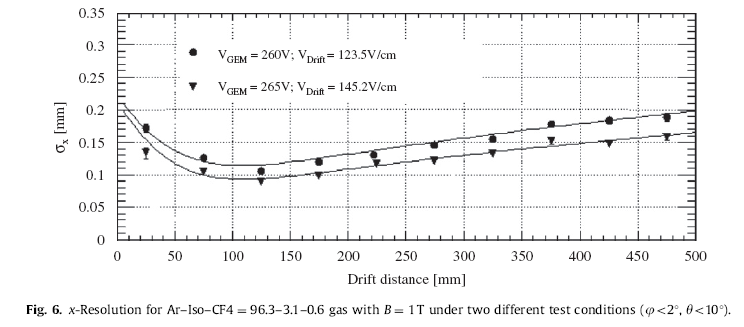 0.35
0.3
0.25
0.2
0.15
0.1
0.05
0
σx [mm]
VGEM = 260V; VDrift = 123.5V/cm
VGEM = 265V; VDrift = 145.2V/cm
0 50 100 150 200 250 300 350 400 450 500
Drift distance [mm]
Fig. 6. x-Resolution for Ar–Iso–CF4 = 96.3–3.1–0.6 gas with B = 1 T under two different test conditions (φ<2°, θ<10°).